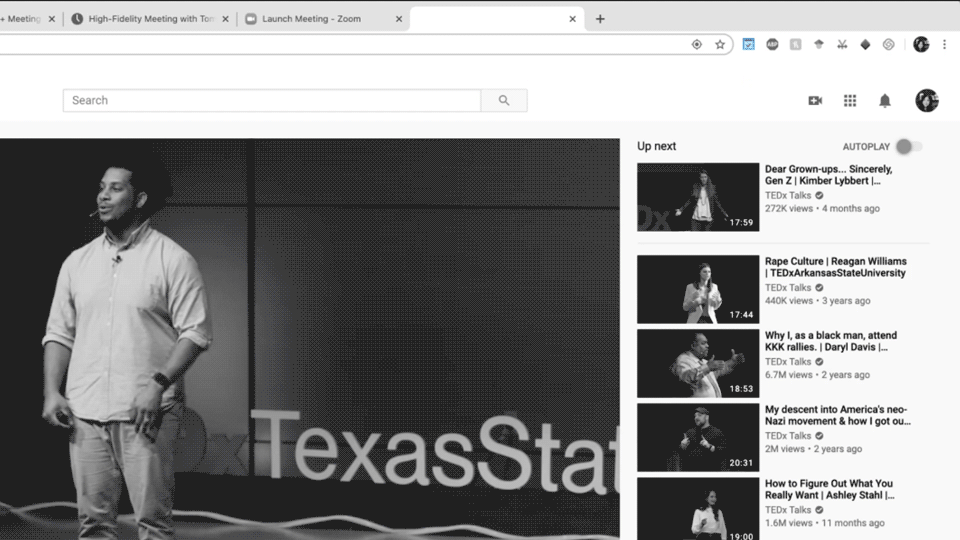 + Meeting
High-Fidelity Meeting with Tom
Launch Meeting - Zoom
ABP
Search
Up next
AUTOPLAY
Dear Grown-ups... Sincerely,
Gen Z | Kimber Lybbert |...
TEDx Talks
272K views • 4 months ago
17:59
Rape Culture | Reagan Williams
| TEDxArkansasStateUniversity
TEDx Talks
440K views • 3 years ago
17:44
Why I, as a black man, attend
KKK rallies. | Daryl Davis |...
TEDx Talks
6.7M views • 2 years ago
18:53
My descent into America's neo-
Nazi movement & how I got ou...
TEDx Talks
2M views • 2 years ago
20:31
How to Figure Out What You
Really Want | Ashley Stahl |...
TEDx Talks
1.6M views • 11 months ago
19:00
DxTexasStat
Dx